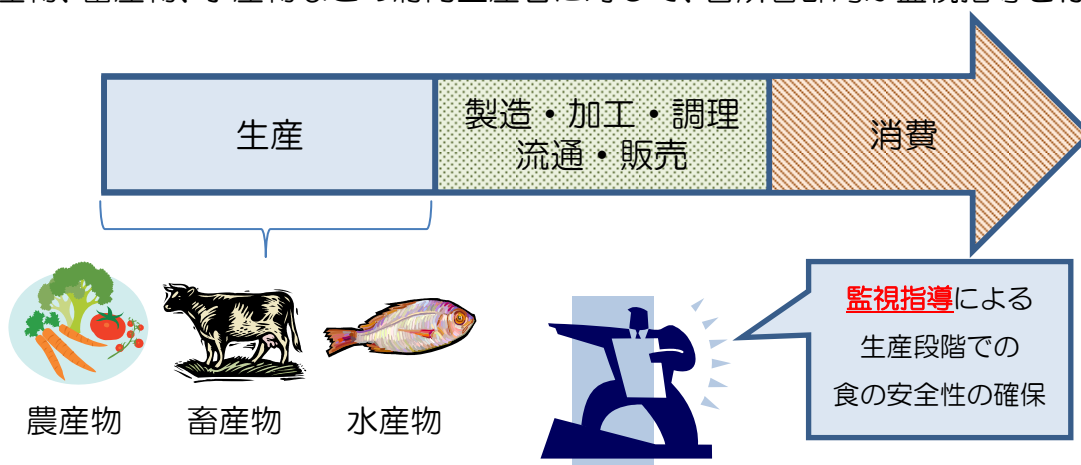 生産
製造・加工・調理
流通・販売
消費
監視指導による
生産段階での
食の安全性の確保
農産物
畜産物
水産物